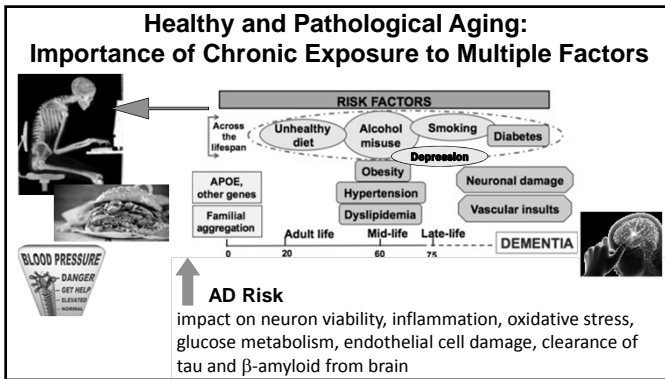 Healthy and Pathological Aging:
Importance of Chronic Exposure to Multiple Factors
RISK FACTORS
Across
the
lifespan
Unhealthy
diet
Alcohol
misuse
Smoking
Diabetes
Depression
Obesity
Hypertension
Dyslipidemia
APOE,
other genes
Familial
aggregation
Neuronal damage
Vascular insults
Adult life
Mid-life
Late-life
DEMENTIA
0
20
60
75
BLOOD PRESSURE
DANGER
GET HELP
ELEVATED
NORMAL
AD Risk
impact on neuron viability, inflammation, oxidative stress,
glucose metabolism, endothelial cell damage, clearance of
tau and β-amyloid from brain